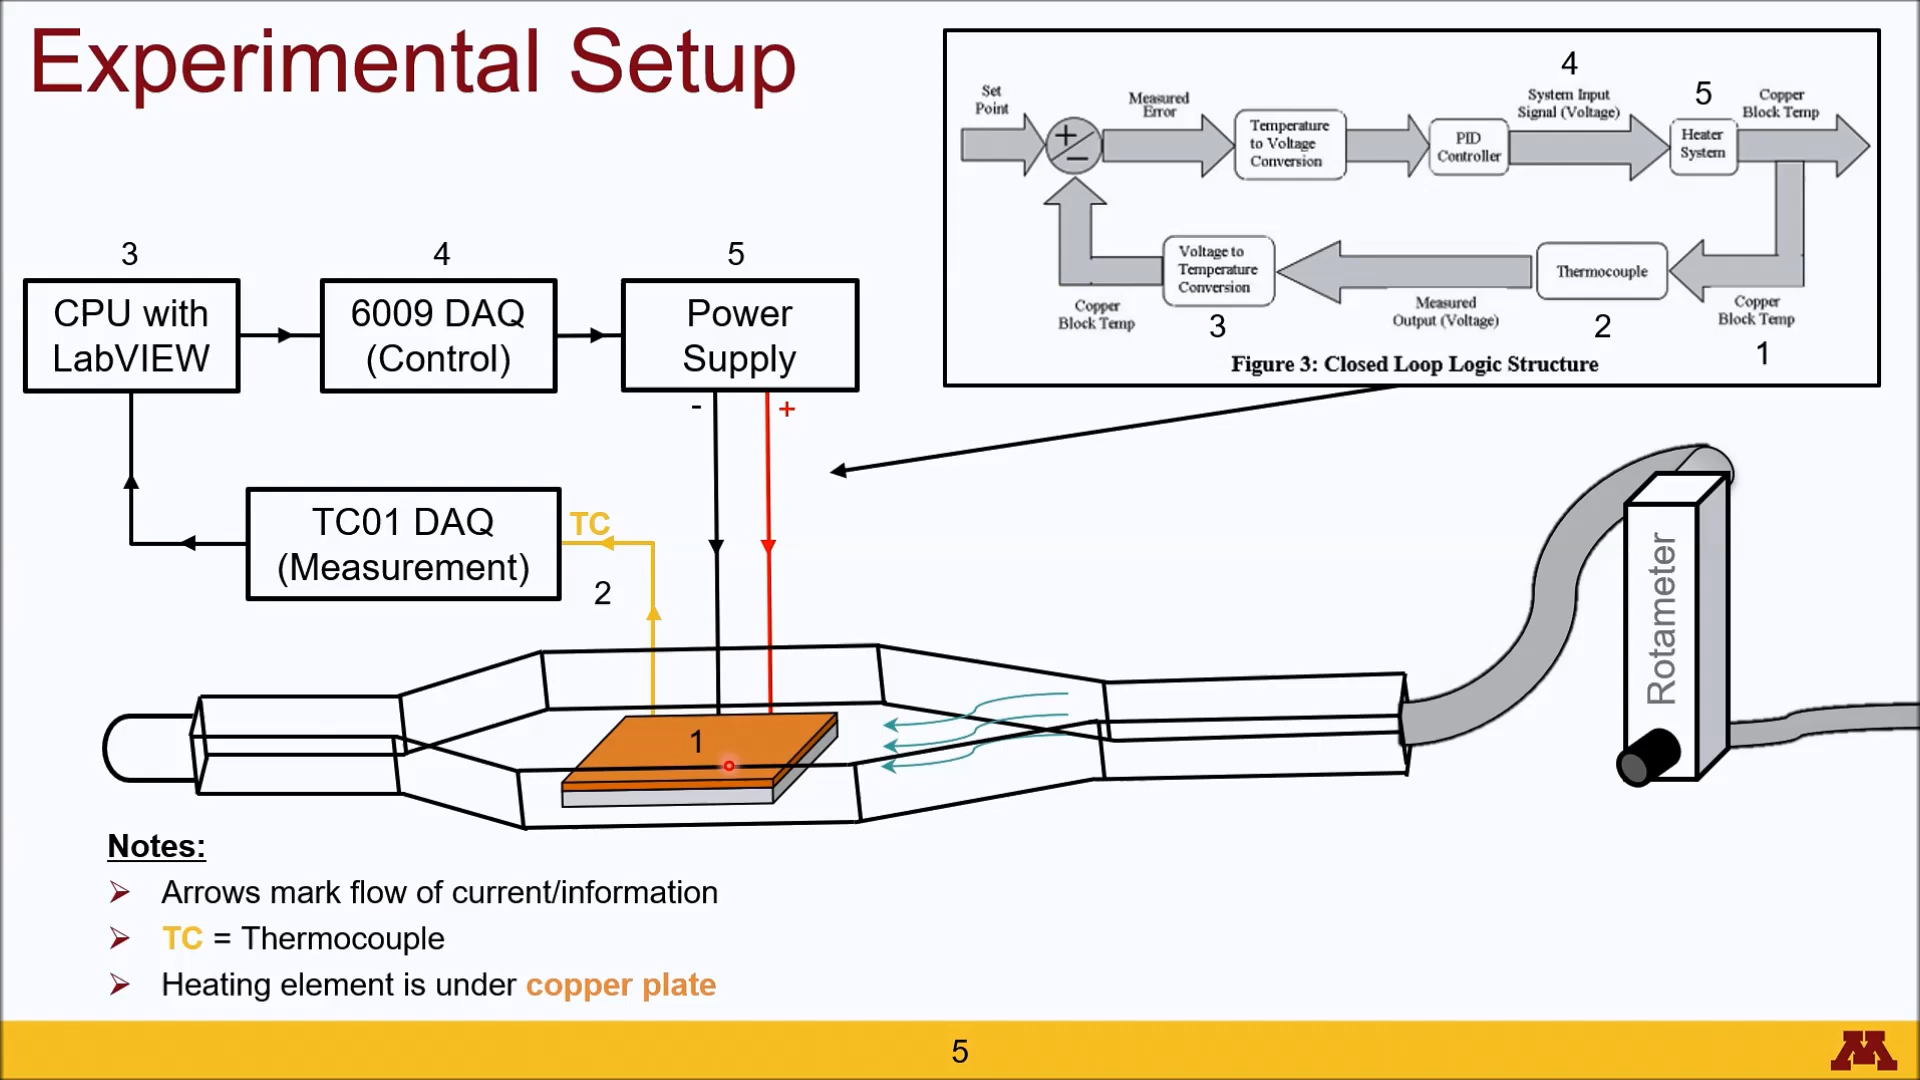 Experimental Setup
4
5
Set
Point
Measured
Error
System Input
Signal (Voltage)
Copper
Block Temp
+
−
Temperature
to Voltage
Conversion
PID
Controller
Heater
System
Voltage to
Temperature
Conversion
Thermocouple
Copper
Block Temp
3
Measured
Output (Voltage)
2
Copper
Block Temp
1
Figure 3: Closed Loop Logic Structure
3
4
5
CPU with
LabVIEW
6009 DAQ
(Control)
Power
Supply
-
+
TC01 DAQ
(Measurement)
TC
2
1
Rotameter
Notes:
Arrows mark flow of current/information
TC = Thermocouple
Heating element is under copper plate
5
M